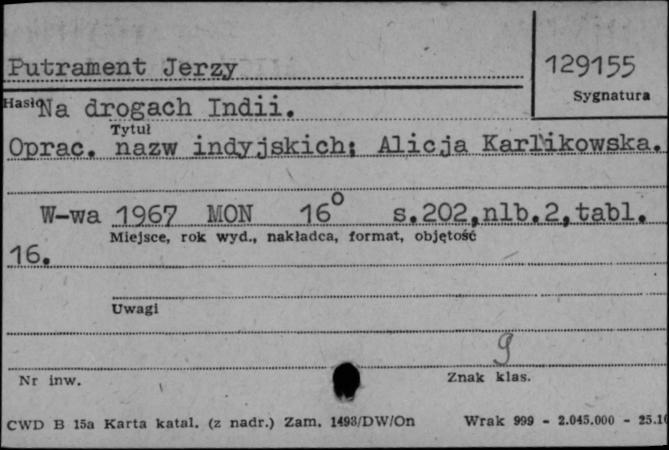 Putrament Jerzy 129155
Hasło Sygnatura
Na drogach Indii.
Tytuł
Oprac. nazw indyjskich: Alicja Karlikowska.
W-wa 1967 MON 16° s.202,nlb.2,tabl.
Miejsce, rok wyd., nakładca, format, objętość
16.
Uwagi
9
Nr inw. Znak klas.
CWD B 15a Karta katal. (z nadr.) Zam. 1493/DW/On Wrak 999 - 2.045.000 - 25.10